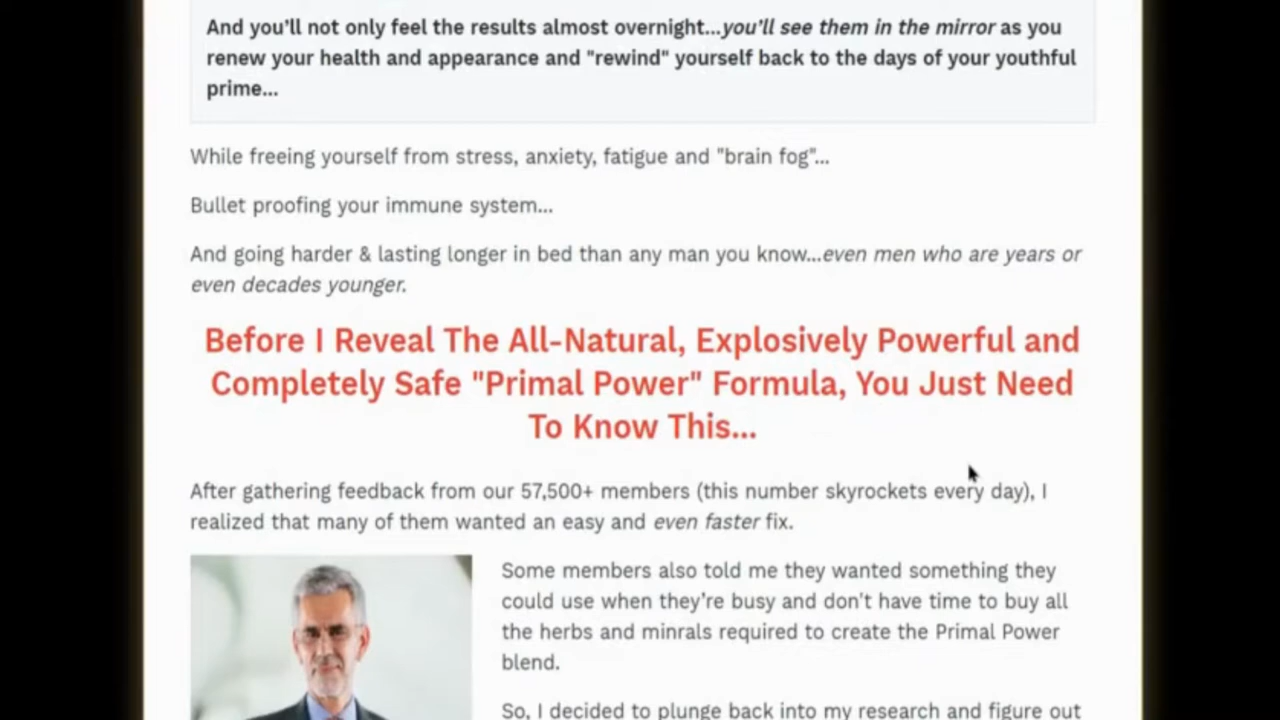 And you’ll not only feel the results almost overnight...you’ll see them in the mirror as you
renew your health and appearance and "rewind" yourself back to the days of your youthful
prime...
While freeing yourself from stress, anxiety, fatigue and "brain fog"...
Bullet proofing your immune system...
And going harder & lasting longer in bed than any man you know...even men who are years or
even decades younger.
Before I Reveal The All-Natural, Explosively Powerful and
Completely Safe "Primal Power" Formula, You Just Need
To Know This...
After gathering feedback from our 57,500+ members (this number skyrockets every day), I
realized that many of them wanted an easy and even faster fix.
Some members also told me they wanted something they
could use when they’re busy and don't have time to buy all
the herbs and minrals required to create the Primal Power
blend.
So, I decided to plunge back into my research and figure out